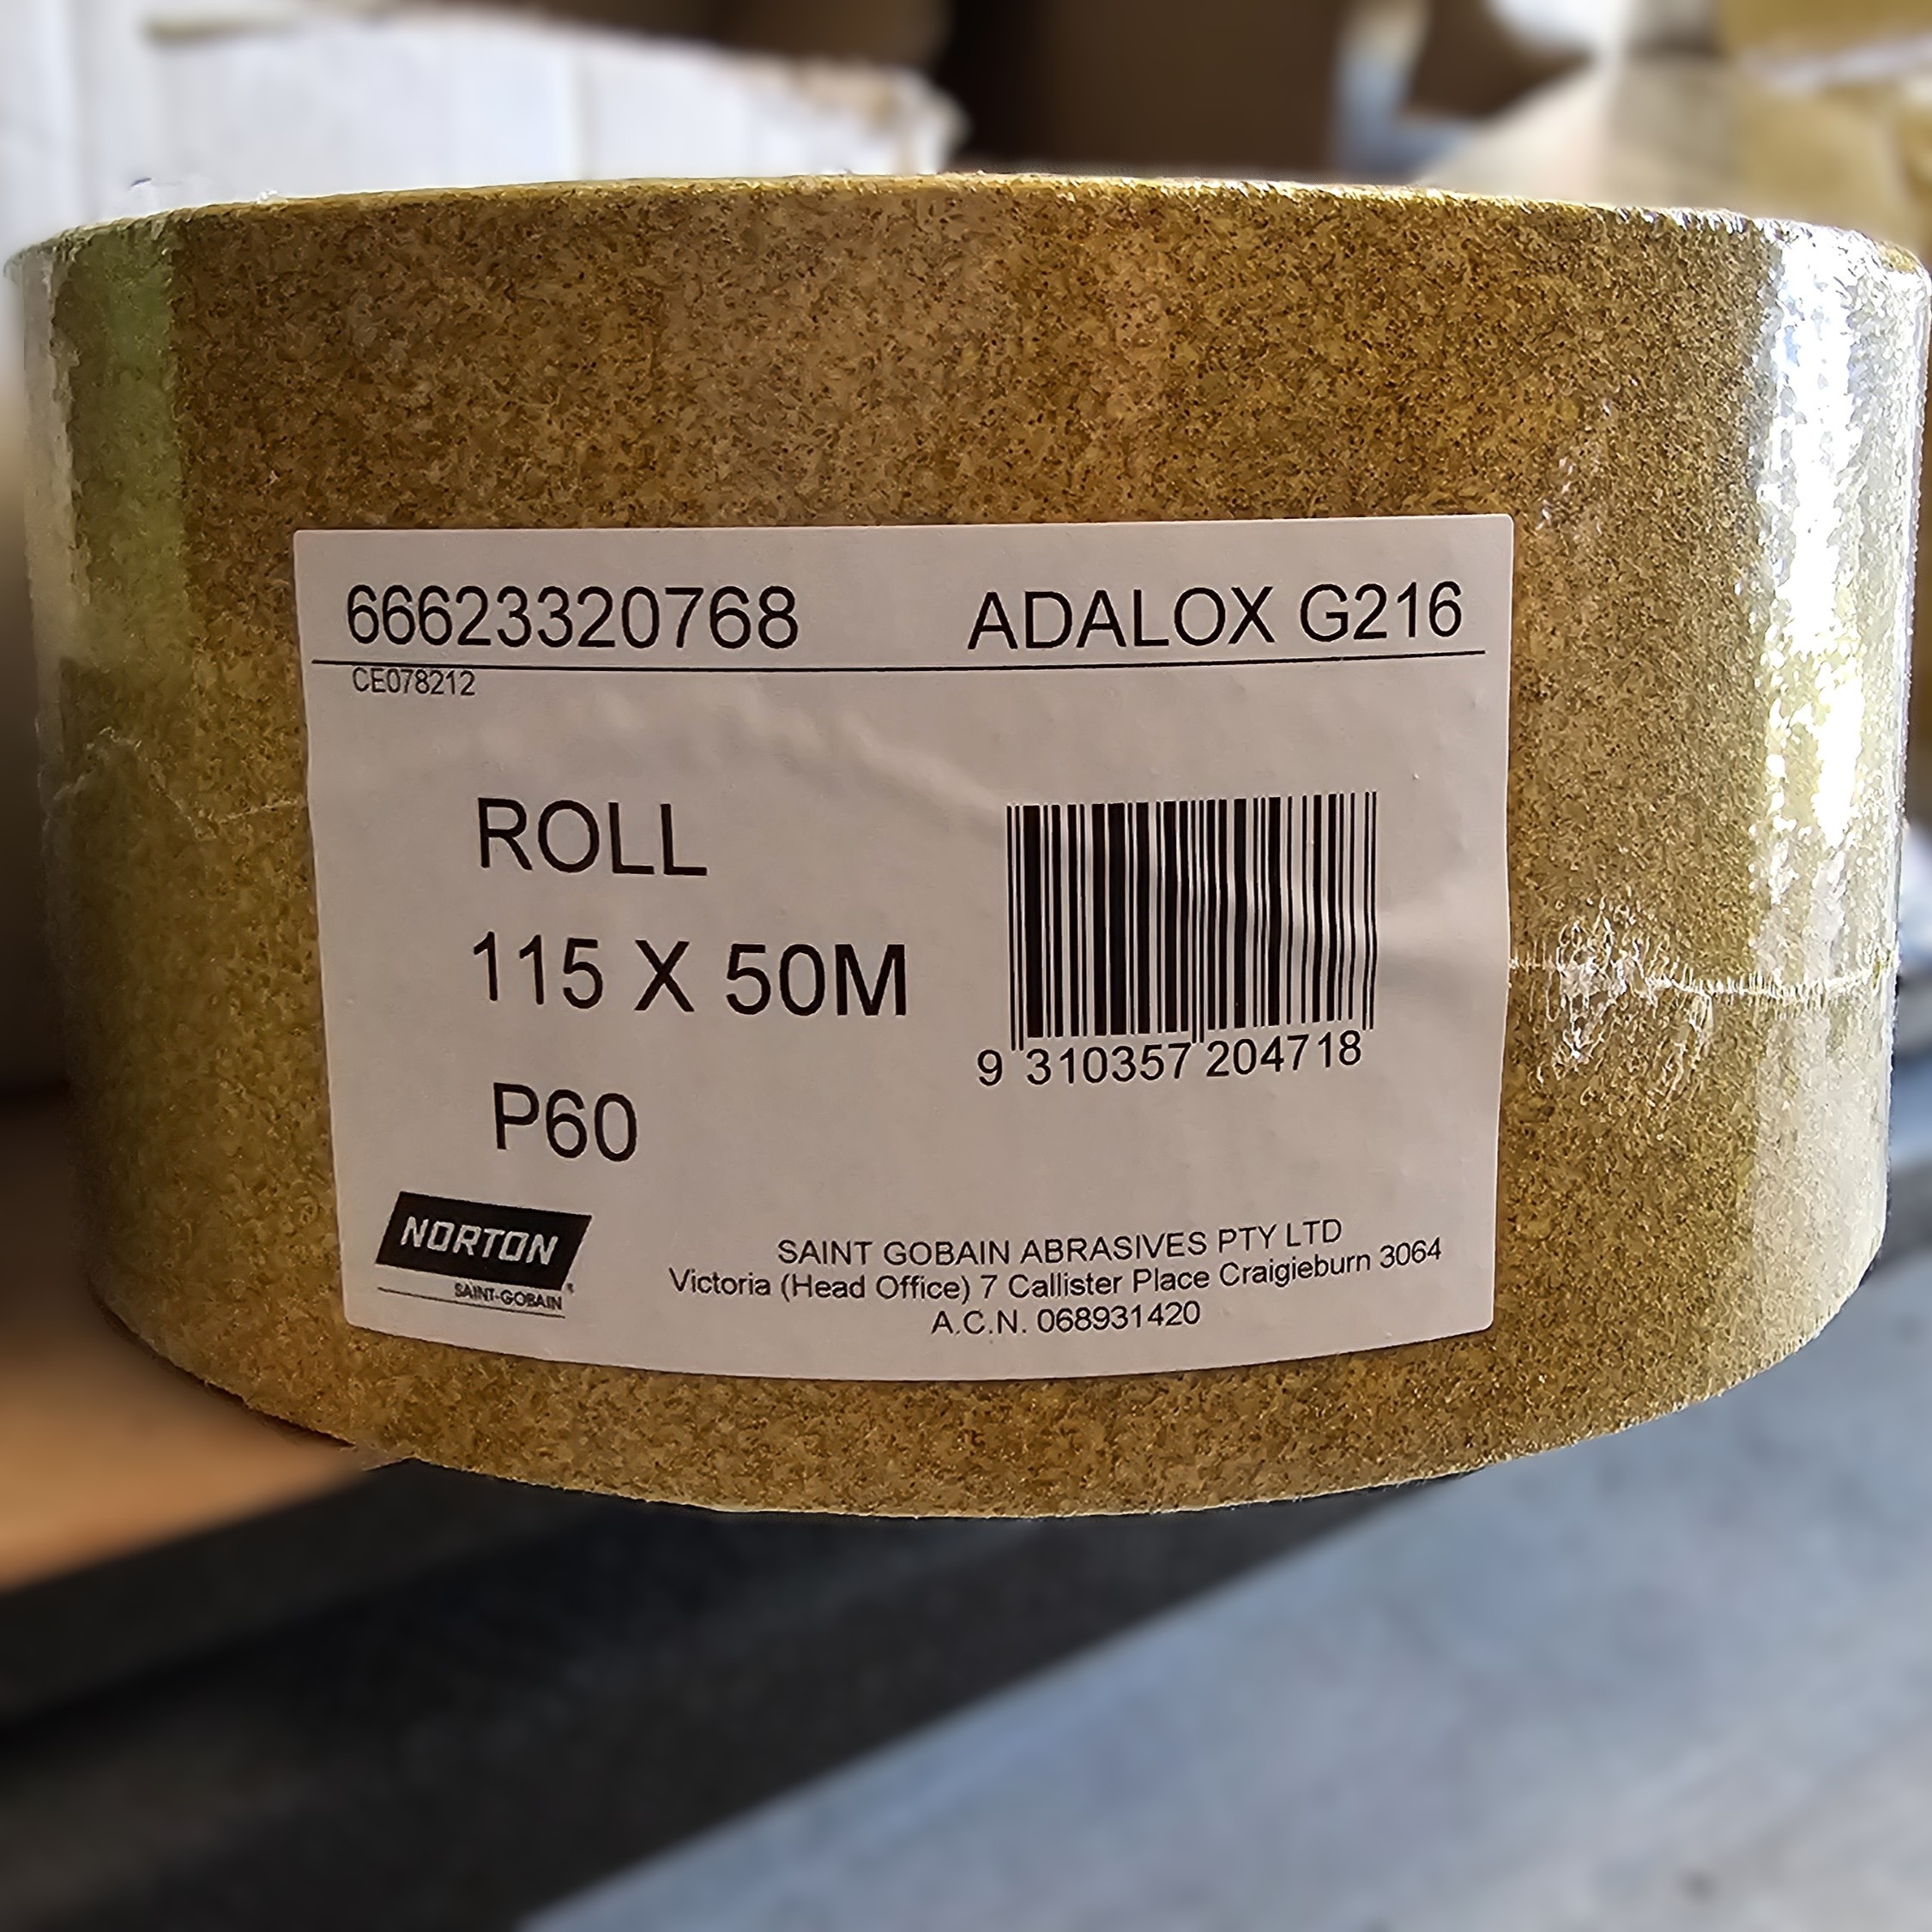 66623320768 ADALOX G216
CE078212
ROLL
115 X 50M
9 310357 204718
P60
NORTON
SAINT-GOBAIN
SAINT GOBAIN ABRASIVES PTY LTD
Victoria (Head Office) 7 Callister Place Craigieburn 3064
A.C.N. 068931420